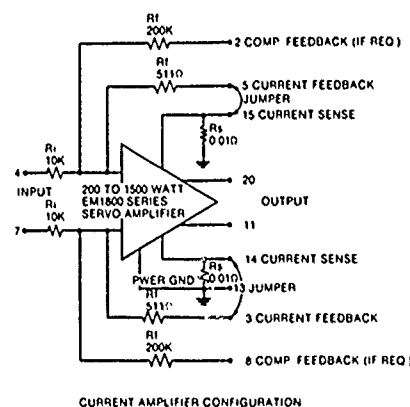 Rf
200K
2 COMP. FEEDBACK (IF REQ)
Rf
511Ω
5 CURRENT FEEDBACK
JUMPER
15 CURRENT SENSE
Rs
0.01Ω
4
Ri
10K
INPUT
200 TO 1500 WATT
EM1800 SERIES
SERVO AMPLIFIER
20
OUTPUT
Ri
10K
7
11
14 CURRENT SENSE
PWER GND
Rs
0.01Ω
13 JUMPER
Rf
511Ω
3 CURRENT FEEDBACK
Rf
200K
8 COMP. FEEDBACK (IF REQ)
CURRENT AMPLIFIER CONFIGURATION